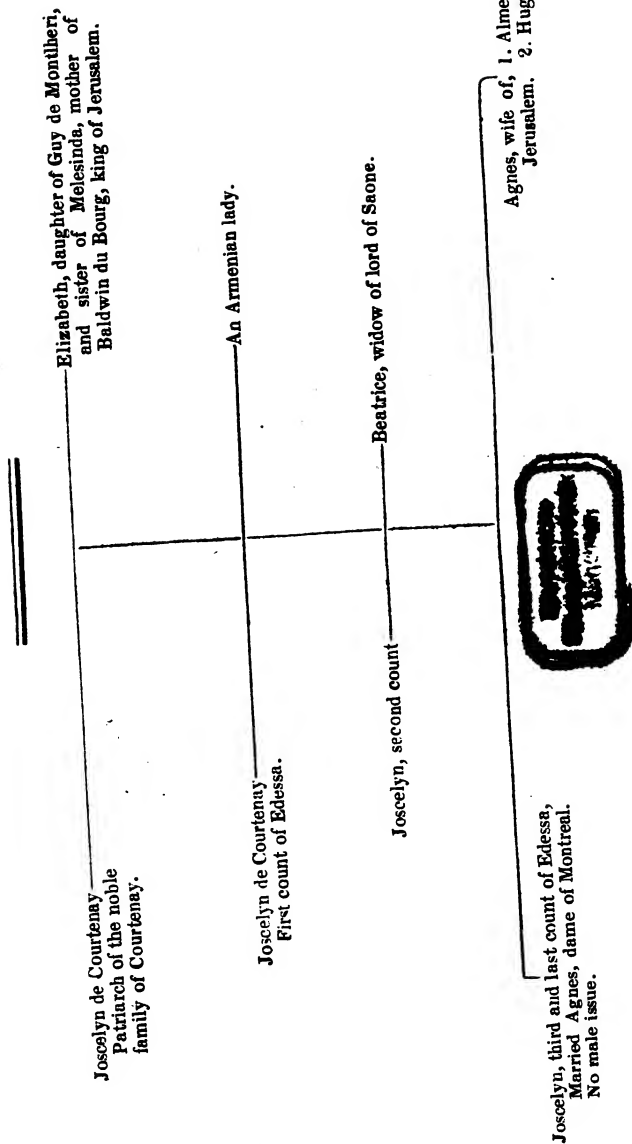 Joscelyn de Courtenay
Patriarch of the noble
family of Courtenay.
Elizabeth, daughter of Guy de Montlheri,
and sister of Melesinda, mother of
Baldwin du Bourg, king of Jerusalem.
Joscelyn de Courtenay
First count of Edessa.
An Armenian lady.
Joscelyn, second count
Beatrice, widow of lord of Saone.
Joscelyn, third and last count of Edessa,
Married Agnes, dame of Montreal.
No male issue.
Agnes, wife of, 1. Alme
Jerusalem. 2. Hug